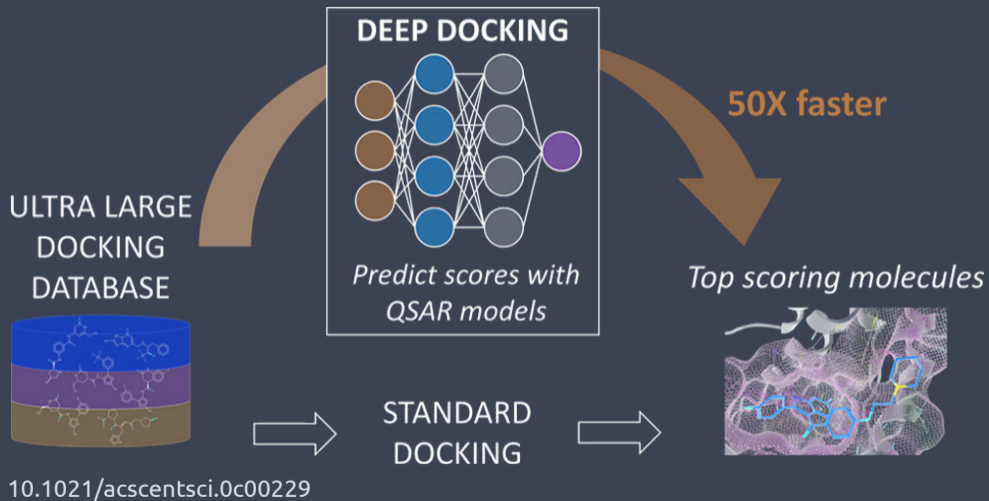 DEEP DOCKING
50X faster
ULTRA LARGE
DOCKING
DATABASE
Predict scores with
QSAR models
Top scoring molecules
STANDARD
DOCKING
10.1021/acscentsci.0c00229